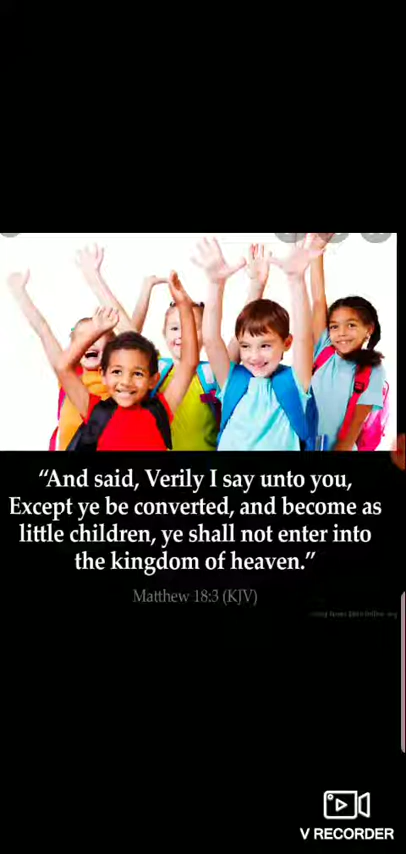 “And said, Verily I say unto you,
Except ye be converted, and become as
little children, ye shall not enter into
the kingdom of heaven.”
Matthew 18:3 (KJV)
V RECORDER